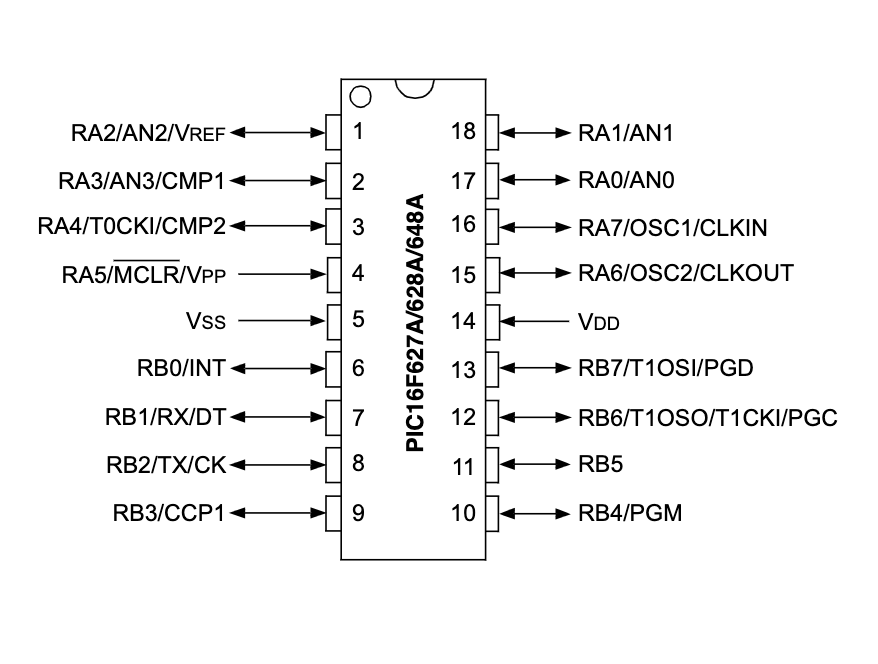 RA2/AN2/VREF 1 18 RA1/AN1
RA3/AN3/CMP1 2 17 RA0/AN0
RA4/T0CKI/CMP2 3 16 RA7/OSC1/CLKIN
RA5/MCLR/VPP 4 15 RA6/OSC2/CLKOUT
VSS 5 14 VDD
RB0/INT 6 13 RB7/T1OSI/PGD
RB1/RX/DT 7 12 RB6/T1OSO/T1CKI/PGC
RB2/TX/CK 8 11 RB5
RB3/CCP1 9 10 RB4/PGM
PIC16F627A/628A/648A